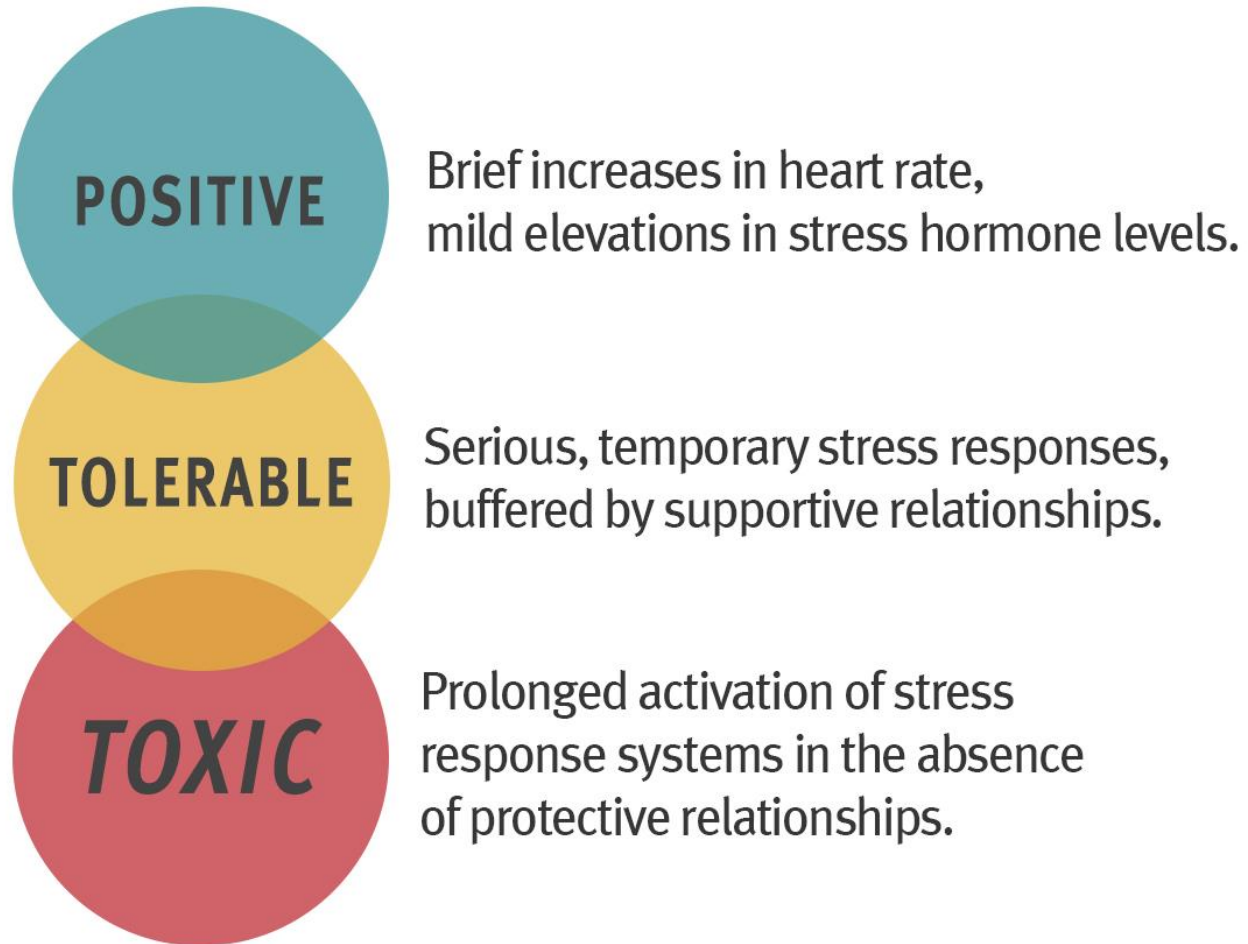 POSITIVE
Brief increases in heart rate,
mild elevations in stress hormone levels.
TOLERABLE
Serious, temporary stress responses,
buffered by supportive relationships.
TOXIC
Prolonged activation of stress
response systems in the absence
of protective relationships.